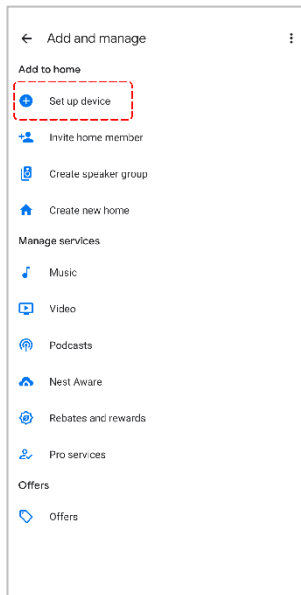 Add and manage
Add to home
Set up device
Invite home member
Create speaker group
Create new home
Manage services
Music
Video
Podcasts
Nest Aware
Rebates and rewards
Pro services
Offers
Offers